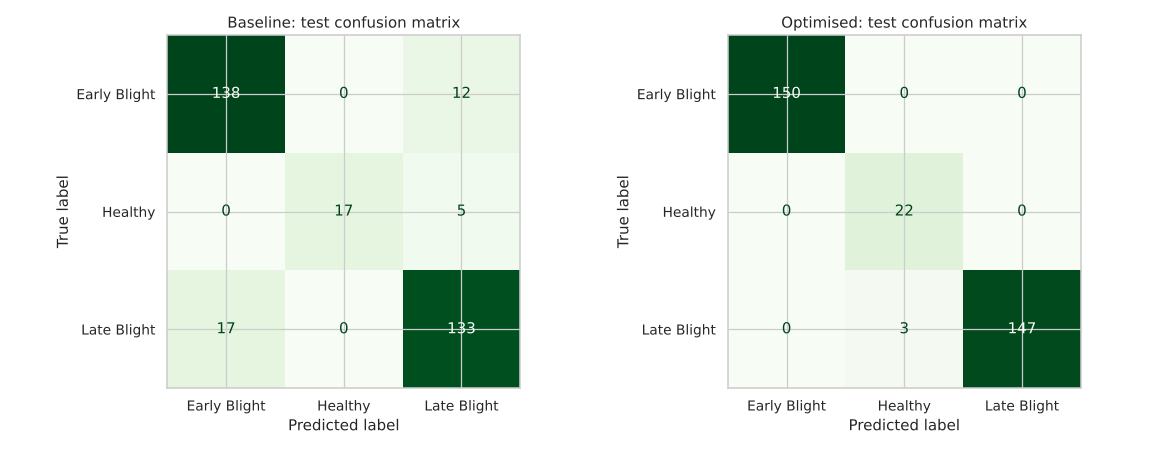 Baseline: test confusion matrix
Early Blight 138 0 12
Healthy 0 17 5
Late Blight 17 0 133
Early Blight Healthy Late Blight
Predicted label
True label
Optimised: test confusion matrix
Early Blight 150 0 0
Healthy 0 22 0
Late Blight 0 3 147
Early Blight Healthy Late Blight
Predicted label
True label